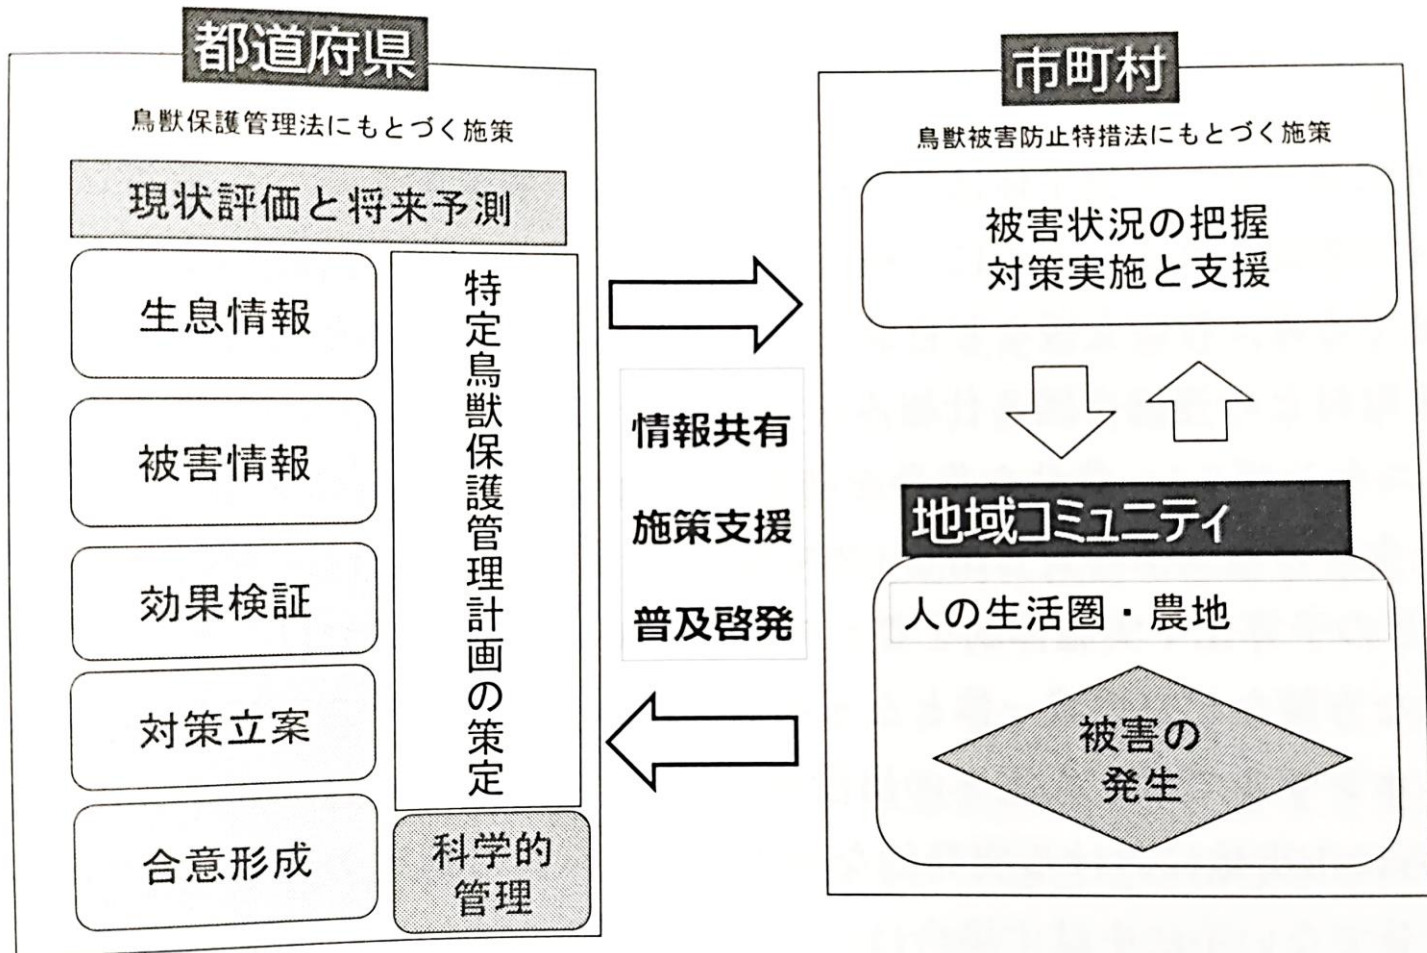 都道府県
鳥獣保護管理法にもとづく施策
現状評価と将来予測
生息情報
被害情報
効果検証
対策立案
合意形成
特定鳥獣保護管理計画の策定
科学的
管理
情報共有
施策支援
普及啓発
市町村
鳥獣被害防止特措法にもとづく施策
被害状況の把握
対策実施と支援
地域コミュニティ
人の生活圏・農地
被害の
発生